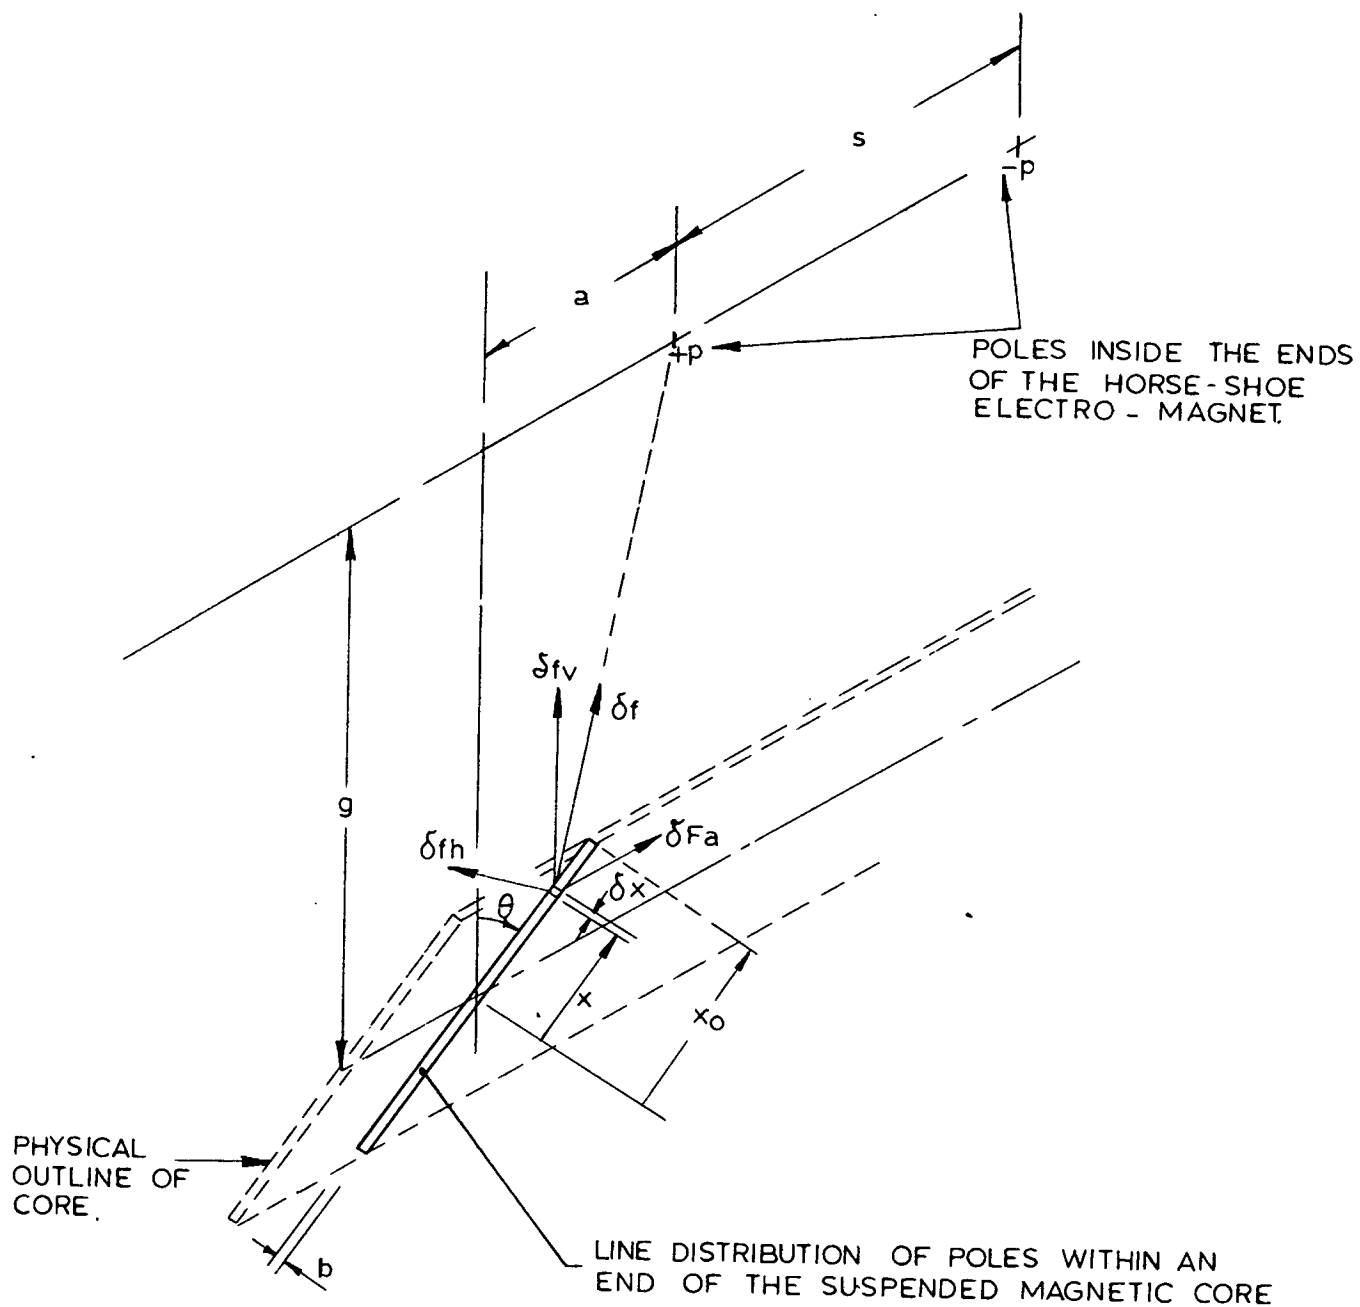 s
-p
a
+p
POLES INSIDE THE ENDS
OF THE HORSE-SHOE
ELECTRO - MAGNET.
δfv
δf
g
δfh
δFa
θ
δx
x
xo
PHYSICAL
OUTLINE OF
CORE.
b
LINE DISTRIBUTION OF POLES WITHIN AN
END OF THE SUSPENDED MAGNETIC CORE